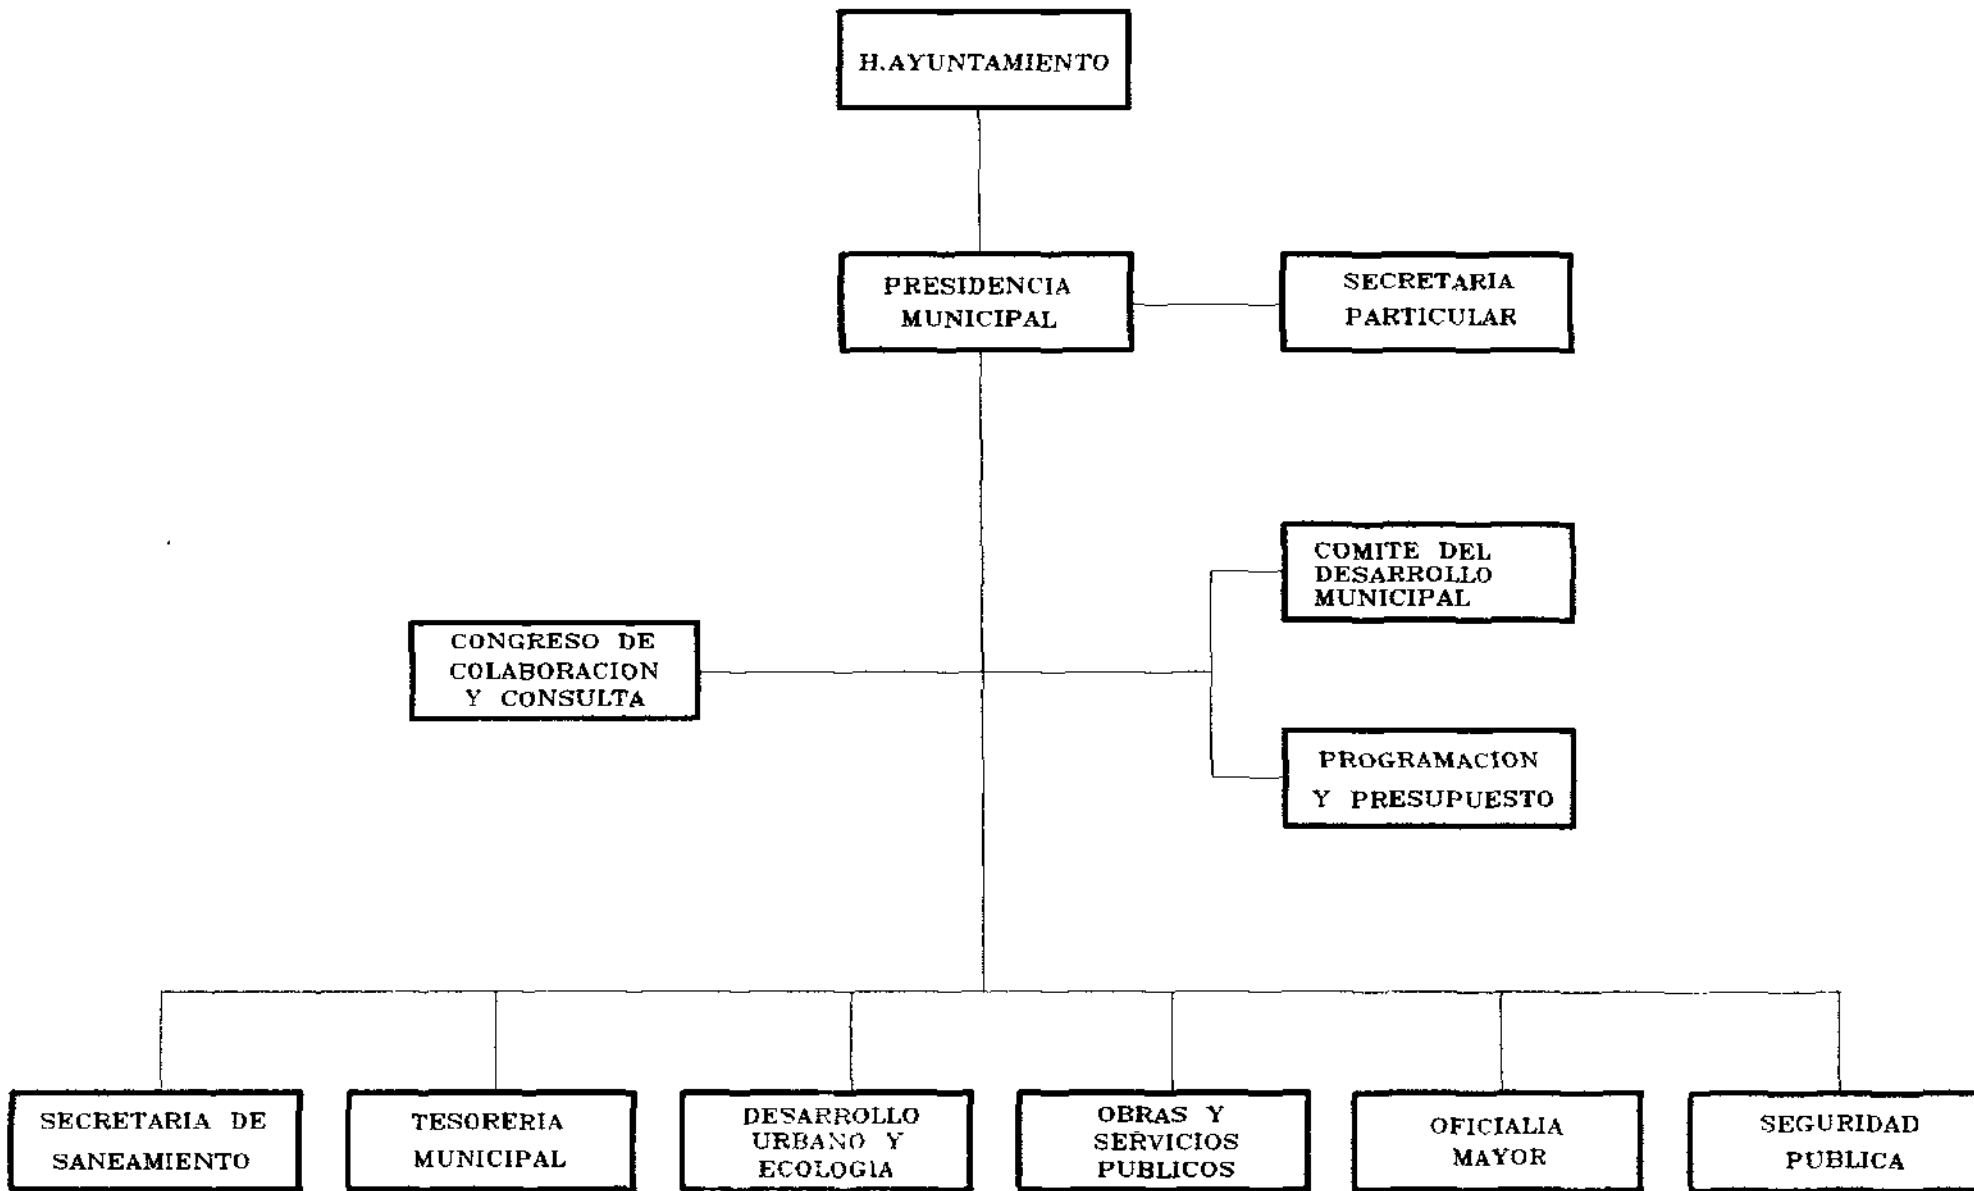 H.AYUNTAMIENTO
PRESIDENCIA
MUNICIPAL
SECRETARIA
PARTICULAR
COMITE DEL
DESARROLLO
MUNICIPAL
CONGRESO DE
COLABORACION
Y CONSULTA
PROGRAMACION
Y PRESUPUESTO
SECRETARIA DE
SANEAMIENTO
TESORERIA
MUNICIPAL
DESARROLLO
URBANO Y
ECOLOGIA
OBRAS Y
SERVICIOS
PUBLICOS
OFICIALIA
MAYOR
SEGURIDAD
PUBLICA